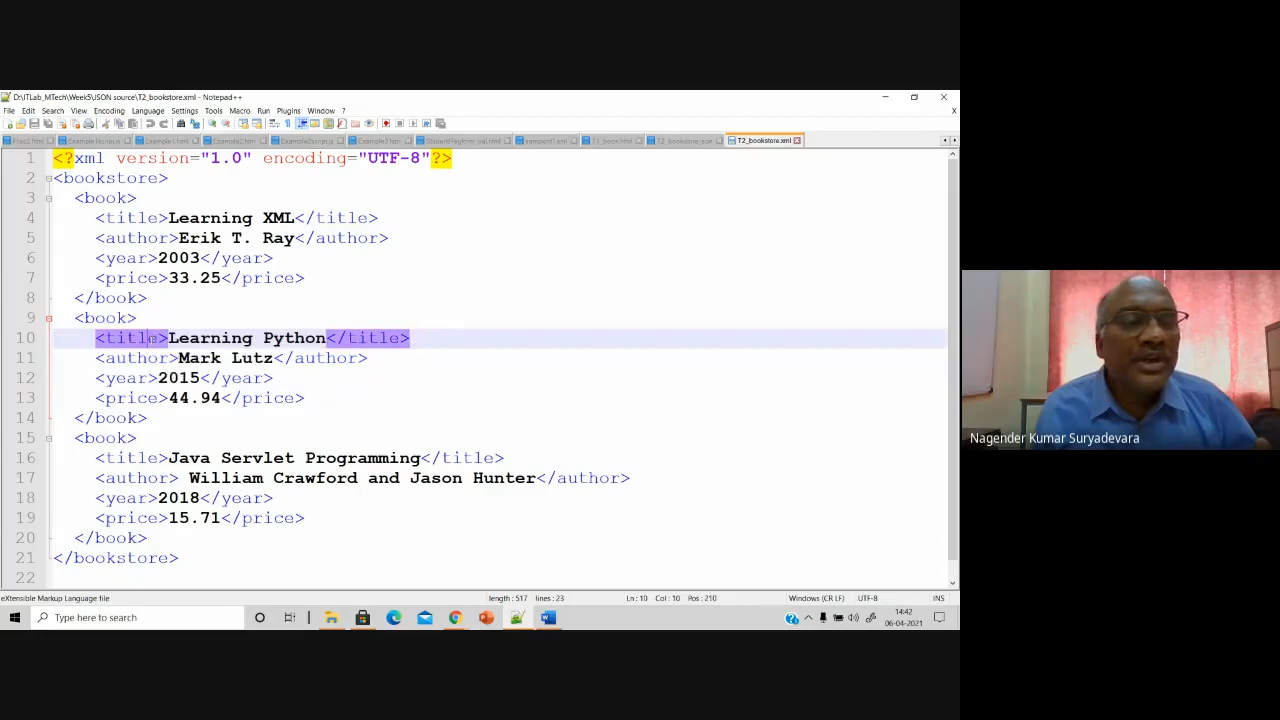 D:\ITLab_MTech\Week5\JSON source\T2_bookstore.xml - Notepad++
File Edit Search View Encoding Language Settings Tools Macro Run Plugins Window ? X
T2_bookstore.xml
1 <?xml version="1.0" encoding="UTF-8"?>
2 <bookstore>
3 <book>
4 <title>Learning XML</title>
5 <author>Erik T. Ray</author>
6 <year>2003</year>
7 <price>33.25</price>
8 </book>
9 <book>
10 <title>Learning Python</title>
11 <author>Mark Lutz</author>
12 <year>2015</year>
13 <price>44.94</price>
14 </book>
15 <book>
16 <title>Java Servlet Programming</title>
17 <author> William Crawford and Jason Hunter</author>
18 <year>2018</year>
19 <price>15.71</price>
20 </book>
21 </bookstore>
22
eXtensible Markup Language file length : 517 lines : 23 Ln : 10 Col : 10 Pos : 210 Windows (CR LF) UTF-8 INS
Type here to search
14:42
06-04-2021
Nagender Kumar Suryadevara